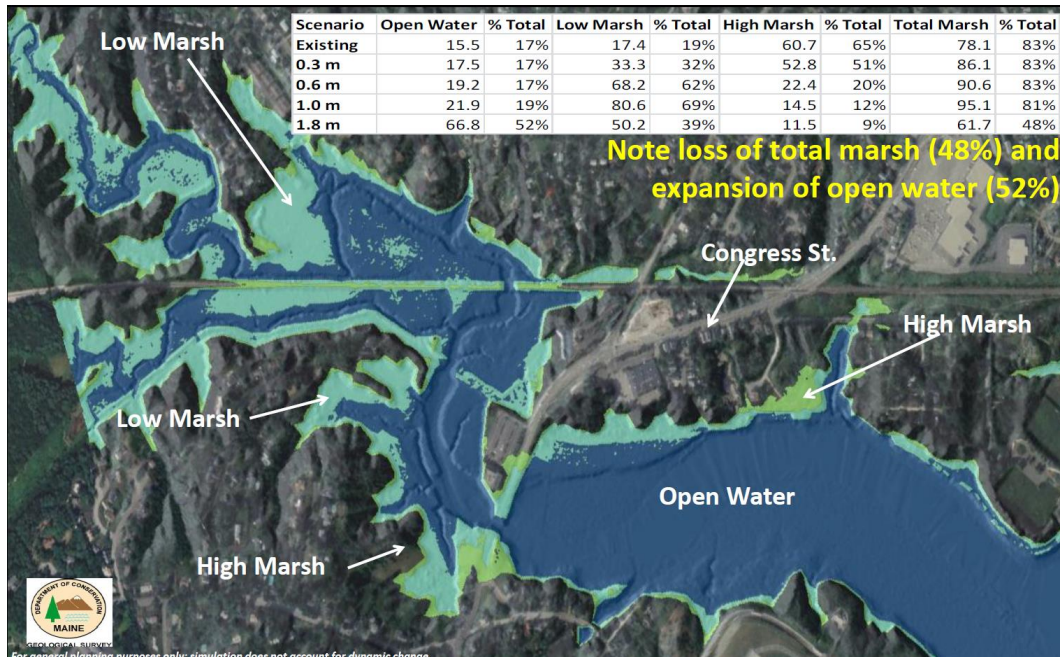 Scenario Open Water % Total Low Marsh % Total High Marsh % Total Total Marsh % Total
Existing 15.5 17% 17.4 19% 60.7 65% 78.1 83%
0.3 m 17.5 17% 33.3 32% 52.8 51% 86.1 83%
0.6 m 19.2 17% 68.2 62% 22.4 20% 90.6 83%
1.0 m 21.9 19% 80.6 69% 14.5 12% 95.1 81%
1.8 m 66.8 52% 50.2 39% 11.5 9% 61.7 48%
Low Marsh
Note loss of total marsh (48%) and
expansion of open water (52%)
Congress St.
High Marsh
Low Marsh
Open Water
High Marsh
DEPARTMENT OF CONSERVATION
MAINE
GEOLOGICAL SURVEY
For general planning purposes only; simulation does not account for dynamic change